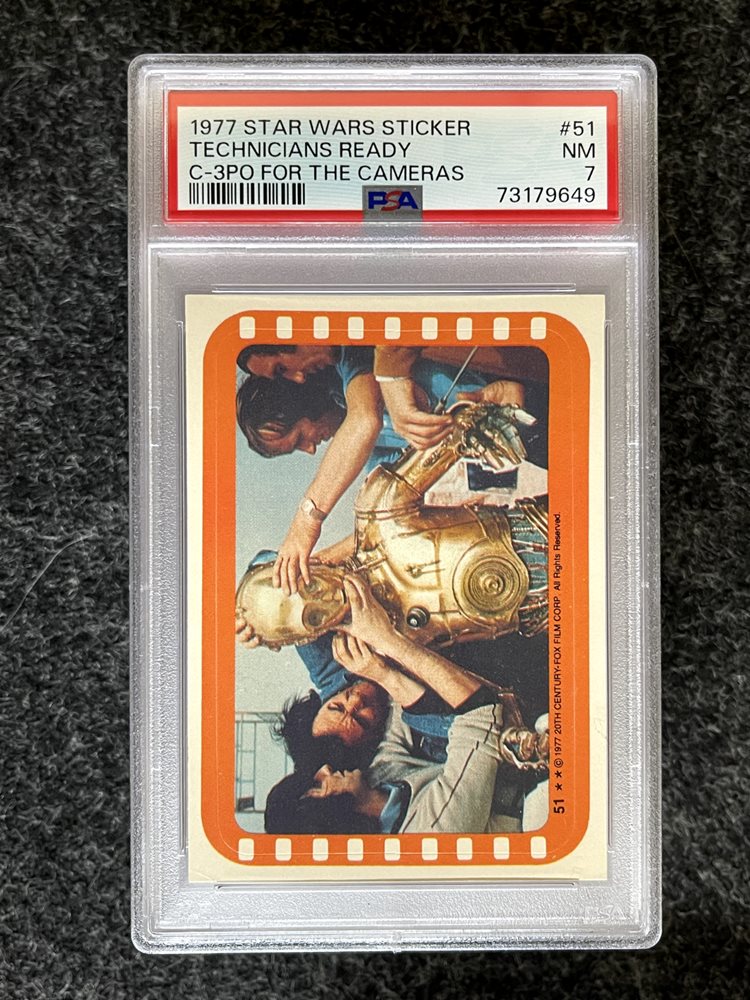 1977 STAR WARS STICKER #51
TECHNICIANS READY NM
C-3PO FOR THE CAMERAS 7
PSA 73179649
51 ★ ★ © 1977 20TH CENTURY-FOX FILM CORP. All Rights Reserved.